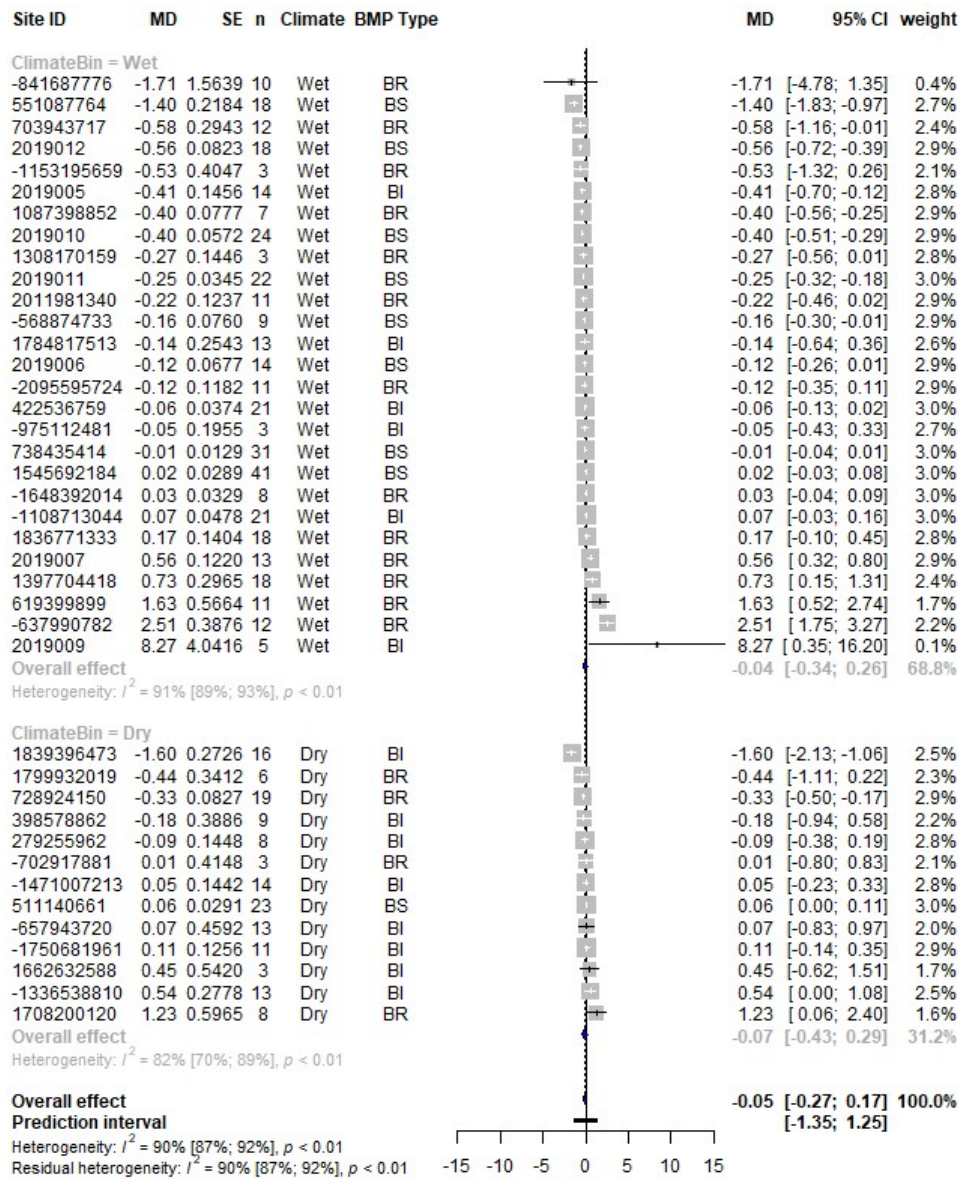 Site ID MD SE n Climate BMP Type MD 95% CI weight
ClimateBin = Wet
-841687776 -1.71 1.5639 10 Wet BR -1.71 [-4.78; 1.35] 0.4%
551087764 -1.40 0.2184 18 Wet BS -1.40 [-1.83; -0.97] 2.7%
703943717 -0.58 0.2943 12 Wet BR -0.58 [-1.16; -0.01] 2.4%
2019012 -0.56 0.0823 18 Wet BS -0.56 [-0.72; -0.39] 2.9%
-1153195659 -0.53 0.4047 3 Wet BR -0.53 [-1.32; 0.26] 2.1%
2019005 -0.41 0.1456 14 Wet BI -0.41 [-0.70; -0.12] 2.8%
1087398852 -0.40 0.0777 7 Wet BR -0.40 [-0.56; -0.25] 2.9%
2019010 -0.40 0.0572 24 Wet BS -0.40 [-0.51; -0.29] 2.9%
1308170159 -0.27 0.1446 3 Wet BR -0.27 [-0.56; 0.01] 2.8%
2019011 -0.25 0.0345 22 Wet BS -0.25 [-0.32; -0.18] 3.0%
2011981340 -0.22 0.1237 11 Wet BR -0.22 [-0.46; 0.02] 2.9%
-568874733 -0.16 0.0760 9 Wet BS -0.16 [-0.30; -0.01] 2.9%
1784817513 -0.14 0.2543 13 Wet BI -0.14 [-0.64; 0.36] 2.6%
2019006 -0.12 0.0677 14 Wet BS -0.12 [-0.26; 0.01] 2.9%
-2095595724 -0.12 0.1182 11 Wet BR -0.12 [-0.35; 0.11] 2.9%
422536759 -0.06 0.0374 21 Wet BI -0.06 [-0.13; 0.02] 3.0%
-975112481 -0.05 0.1955 3 Wet BI -0.05 [-0.43; 0.33] 2.7%
738435414 -0.01 0.0129 31 Wet BS -0.01 [-0.04; 0.01] 3.0%
1545692184 0.02 0.0289 41 Wet BS 0.02 [-0.03; 0.08] 3.0%
-1648392014 0.03 0.0329 8 Wet BR 0.03 [-0.04; 0.09] 3.0%
-1108713044 0.07 0.0478 21 Wet BI 0.07 [-0.03; 0.16] 3.0%
1836771333 0.17 0.1404 18 Wet BR 0.17 [-0.10; 0.45] 2.8%
2019007 0.56 0.1220 13 Wet BR 0.56 [ 0.32; 0.80] 2.9%
1397704418 0.73 0.2965 18 Wet BR 0.73 [ 0.15; 1.31] 2.4%
619399899 1.63 0.5664 11 Wet BR 1.63 [ 0.52; 2.74] 1.7%
-637990782 2.51 0.3876 12 Wet BR 2.51 [ 1.75; 3.27] 2.2%
2019009 8.27 4.0416 5 Wet BI 8.27 [ 0.35; 16.20] 0.1%
Overall effect -0.04 [-0.34; 0.26] 68.8%
Heterogeneity: I² = 91% [89%; 93%], p < 0.01
ClimateBin = Dry
1839396473 -1.60 0.2726 16 Dry BI -1.60 [-2.13; -1.06] 2.5%
1799932019 -0.44 0.3412 6 Dry BR -0.44 [-1.11; 0.22] 2.3%
728924150 -0.33 0.0827 19 Dry BR -0.33 [-0.50; -0.17] 2.9%
398578862 -0.18 0.3886 9 Dry BI -0.18 [-0.94; 0.58] 2.2%
279255962 -0.09 0.1448 8 Dry BI -0.09 [-0.38; 0.19] 2.8%
-702917881 0.01 0.4148 3 Dry BR 0.01 [-0.80; 0.83] 2.1%
-1471007213 0.05 0.1442 14 Dry BI 0.05 [-0.23; 0.33] 2.8%
511140661 0.06 0.0291 23 Dry BS 0.06 [ 0.00; 0.11] 3.0%
-657943720 0.07 0.4592 13 Dry BI 0.07 [-0.83; 0.97] 2.0%
-1750681961 0.11 0.1256 11 Dry BI 0.11 [-0.14; 0.35] 2.9%
1662632588 0.45 0.5420 3 Dry BI 0.45 [-0.62; 1.51] 1.7%
-1336538810 0.54 0.2778 13 Dry BI 0.54 [ 0.00; 1.08] 2.5%
1708200120 1.23 0.5965 8 Dry BR 1.23 [ 0.06; 2.40] 1.6%
Overall effect -0.07 [-0.43; 0.29] 31.2%
Heterogeneity: I² = 82% [70%; 89%], p < 0.01
Overall effect -0.05 [-0.27; 0.17] 100.0%
Prediction interval [-1.35; 1.25]
Heterogeneity: I² = 90% [87%; 92%], p < 0.01
Residual heterogeneity: I² = 90% [87%; 92%], p < 0.01
-15 -10 -5 0 5 10 15